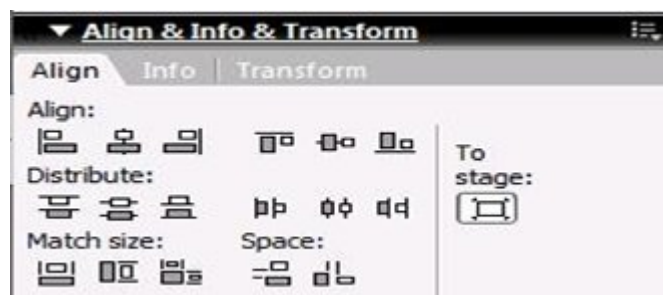 Align & Info & Transform
Align Info Transform
Align:
To
Distribute:
stage:
Match size: Space: